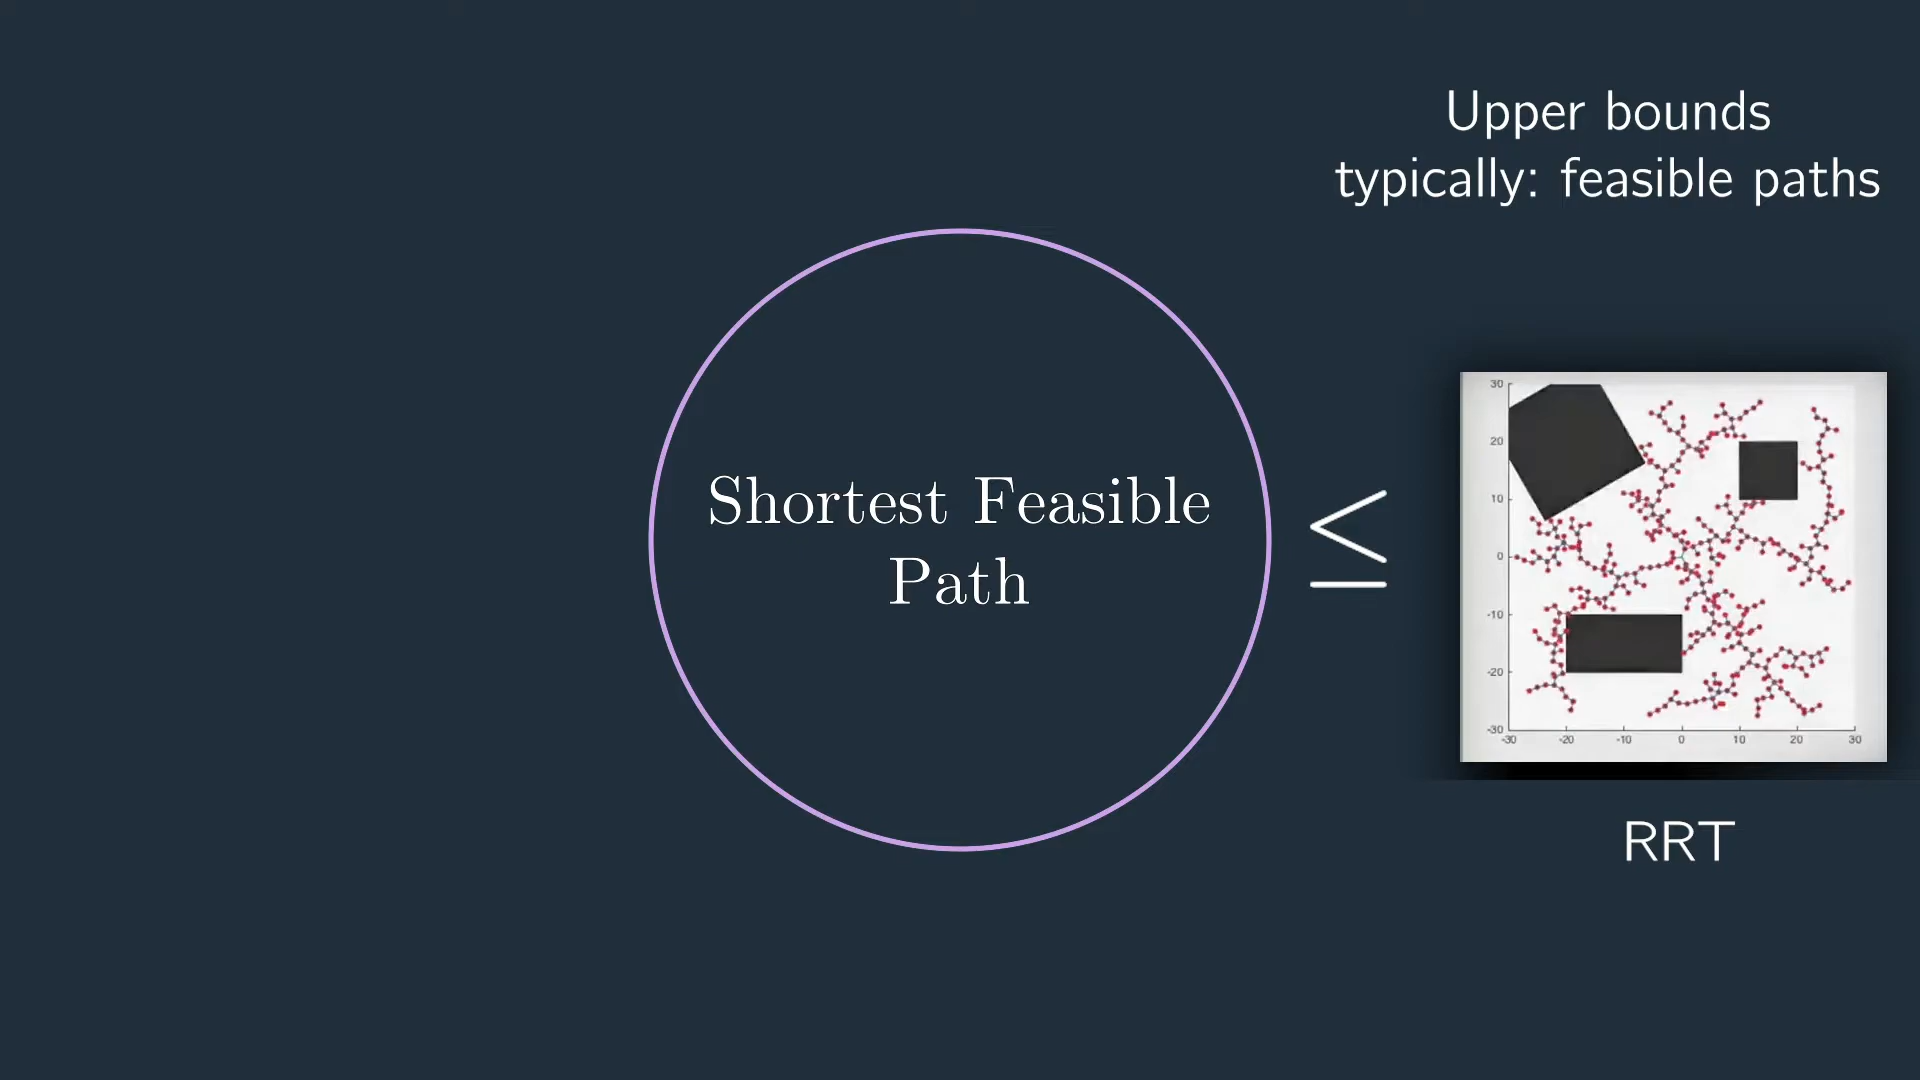 Upper bounds
typically: feasible paths
Shortest Feasible
Path
≤
30
20
10
0
-10
-20
-30
-30 -20 -10 0 10 20 30
RRT